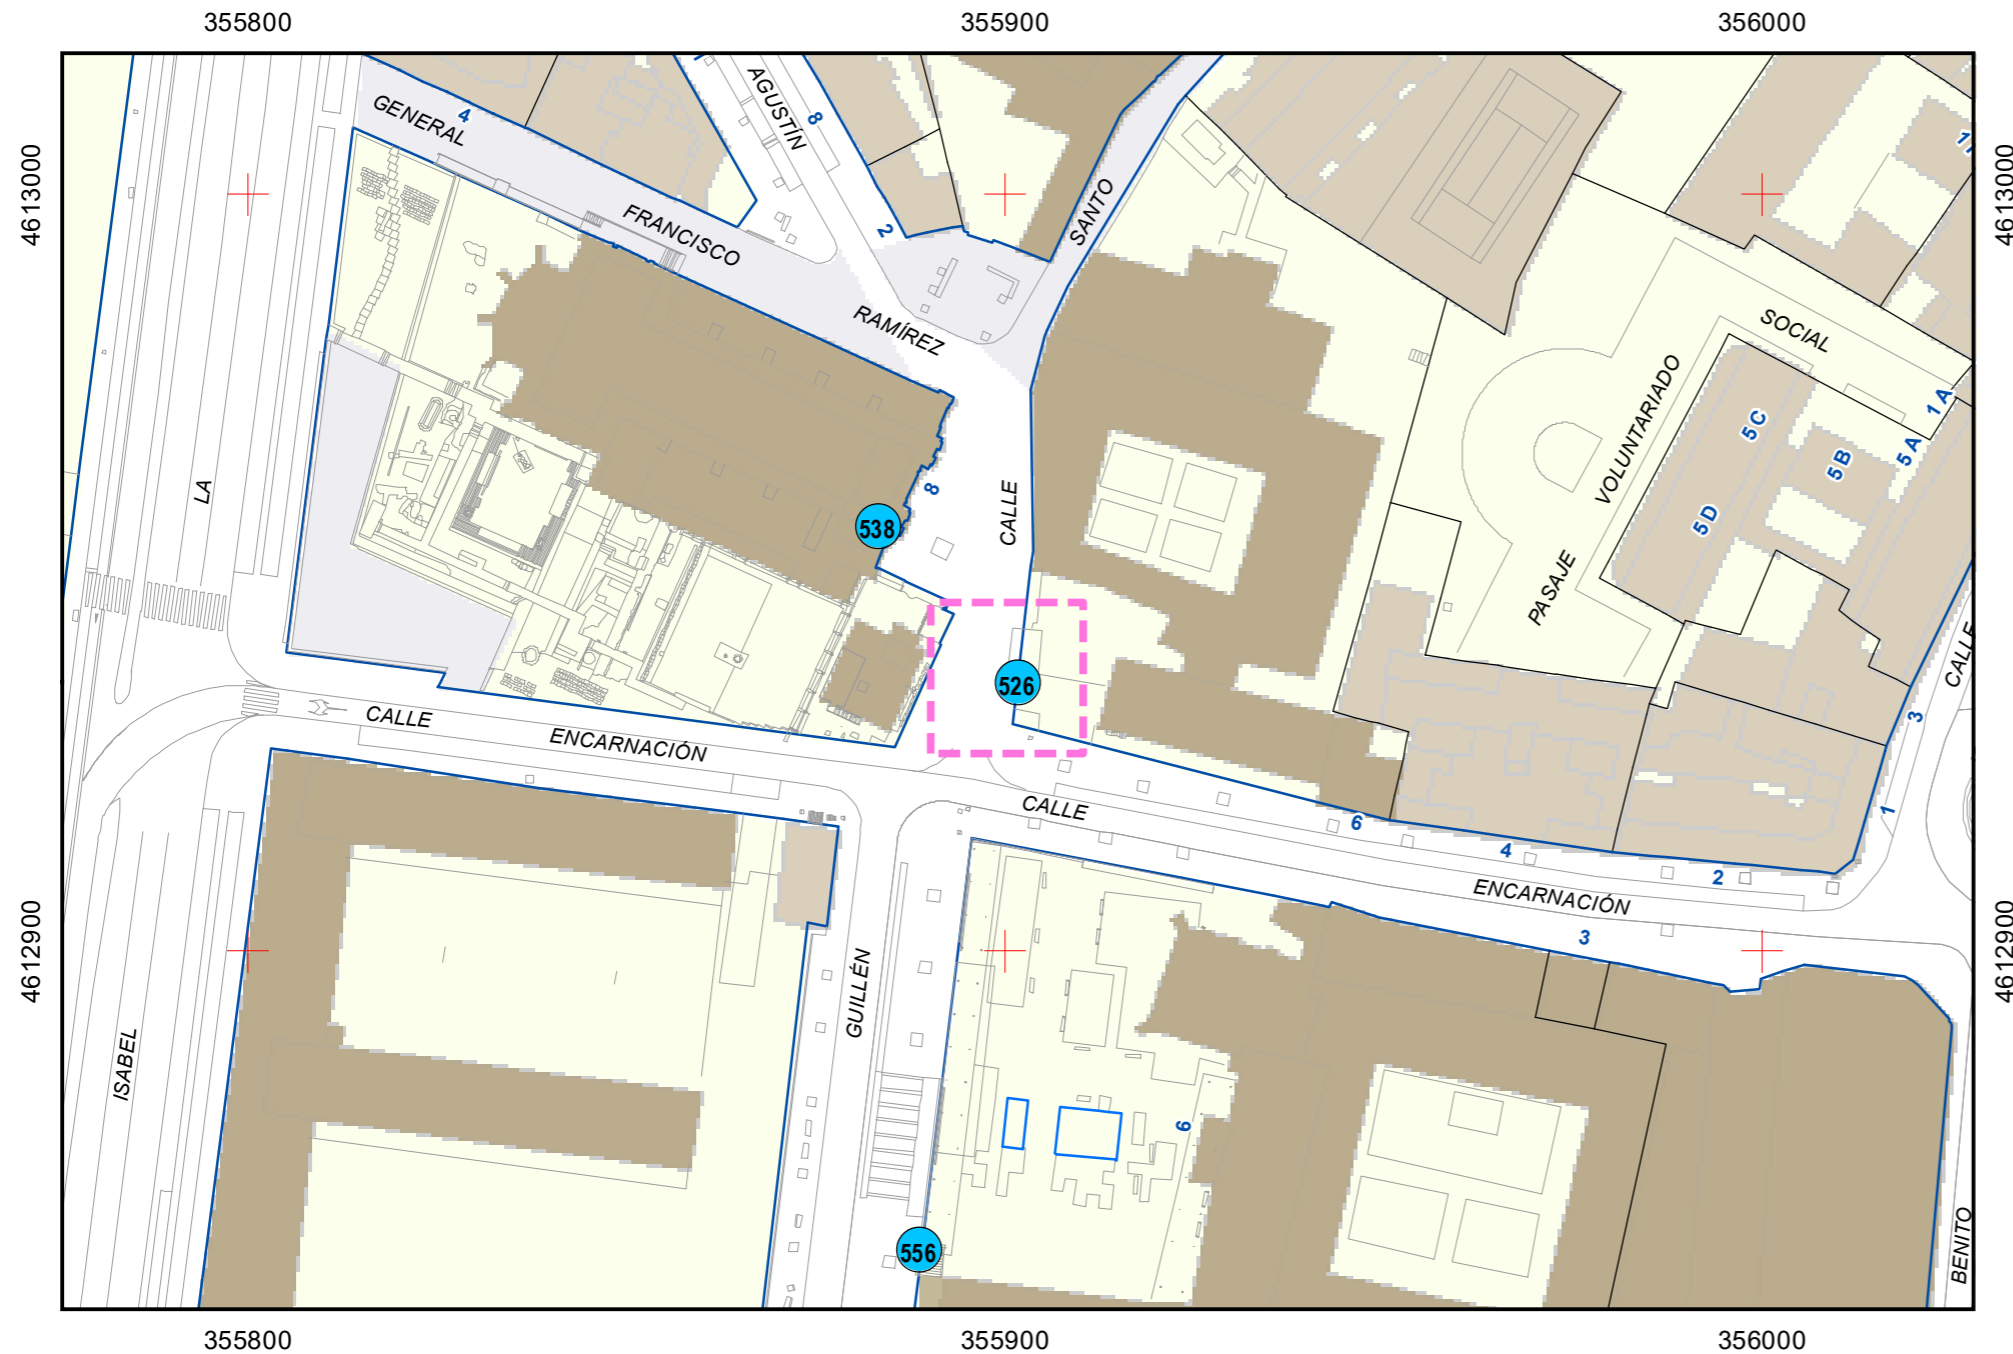 355800
355900
356000
4613000
4613000
4612900
4612900
GENERAL
4
FRANCISCO
RAMÍREZ
AGUSTÍN
8
2
SANTO
CALLE
8
538
526
LA
CALLE
ENCARNACIÓN
CALLE
ENCARNACIÓN
6
4
2
3
SOCIAL
VOLUNTARIADO
PASAJE
5 C
5 B
5 D
5 A
1 A
CALLE
3
1
ISABEL
GUILLÉN
556
6
BENITO
355800
355900
356000